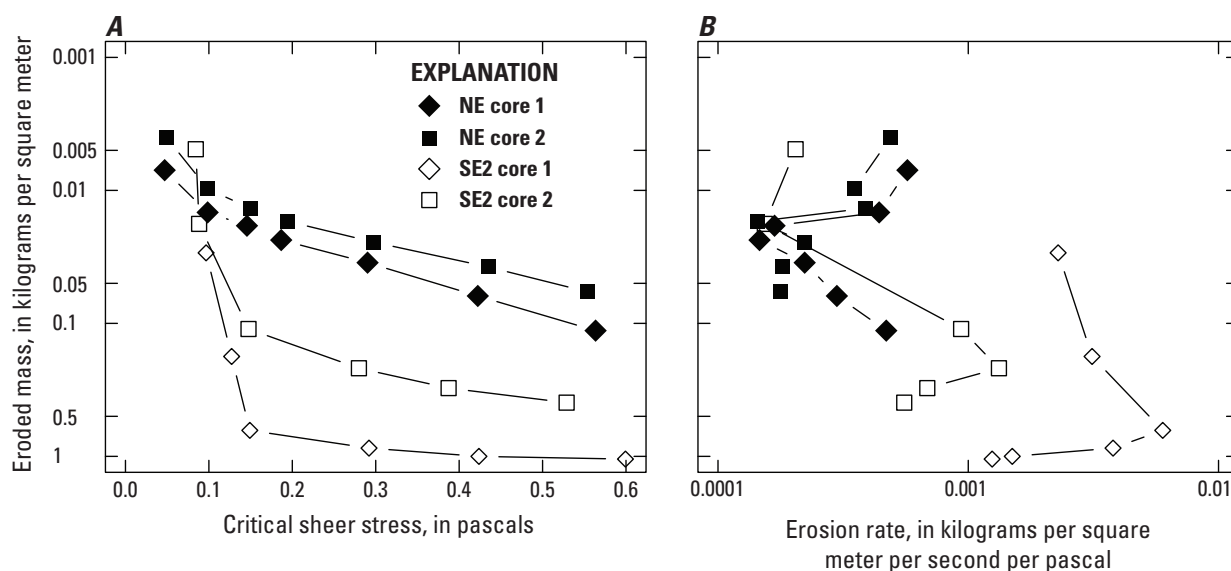 A
B
EXPLANATION
NE core 1
NE core 2
SE2 core 1
SE2 core 2
Eroded mass, in kilograms per square meter
0.001
0.005
0.01
0.05
0.1
0.5
1
0.0
0.1
0.2
0.3
0.4
0.5
0.6
Critical sheer stress, in pascals
0.0001
0.001
0.01
Erosion rate, in kilograms per square
meter per second per pascal